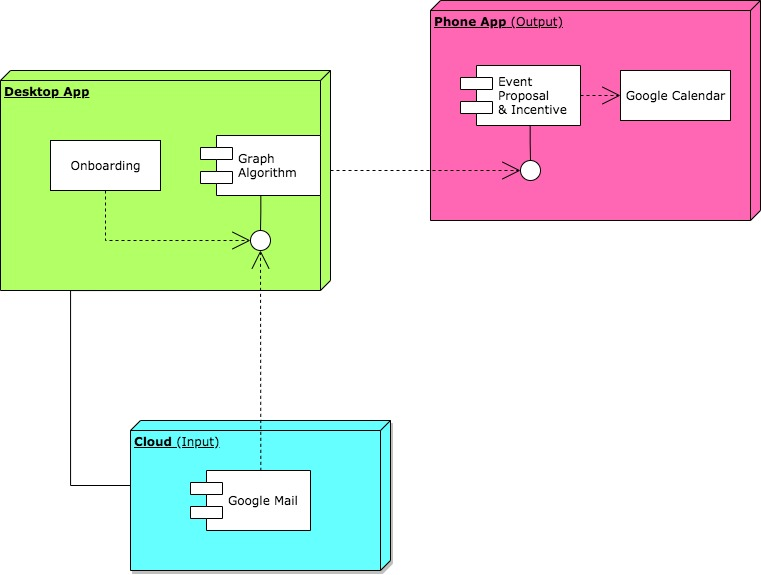 Phone App (Output)
Event
Proposal
& Incentive
Google Calendar
Desktop App
Onboarding
Graph
Algorithm
Cloud (Input)
Google Mail